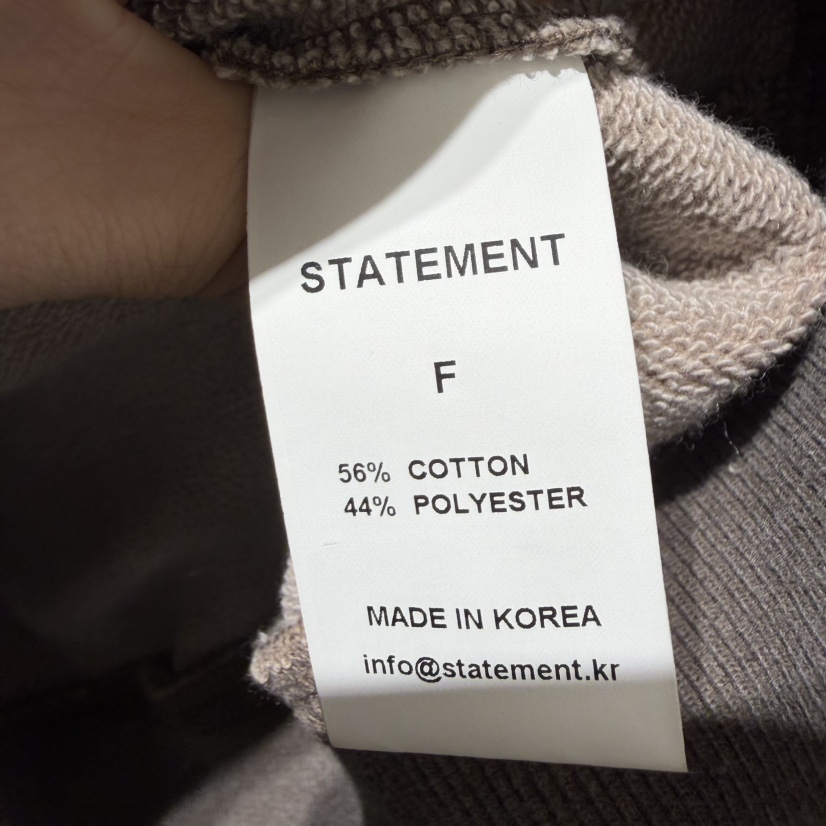 STATEMENT
F
56% COTTON
44% POLYESTER
MADE IN KOREA
info@statement.kr